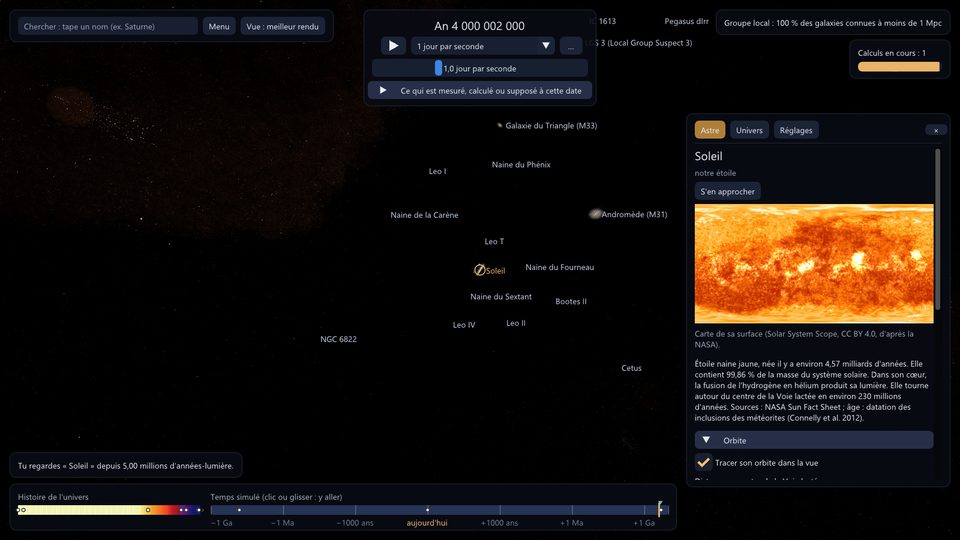 Chercher : tape un nom (ex. Saturne)
Menu
Vue : meilleur rendu
An 4 000 002 000
1 jour par seconde
...
1,0 jour par seconde
Ce qui est mesuré, calculé ou supposé à cette date
1613
Pegasus dIrr
3 (Local Group Suspect 3)
Groupe local : 100 % des galaxies connues à moins de 1 Mpc
Calculs en cours : 1
Galaxie du Triangle (M33)
Naine du Phénix
Leo I
Naine de la Carène
Andromède (M31)
Leo T
Soleil
Naine du Fourneau
Naine du Sextant
Bootes II
Leo IV
Leo II
NGC 6822
Cetus
Astre
Univers
Réglages
×
Soleil
notre étoile
S'en approcher
Carte de sa surface (Solar System Scope, CC BY 4.0, d'après la
NASA).
Étoile naine jaune, née il y a environ 4,57 milliards d'années. Elle
contient 99,86 % de la masse du système solaire. Dans son cœur,
la fusion de l'hydrogène en hélium produit sa lumière. Elle tourne
autour du centre de la Voie lactée en environ 230 millions
d'années. Sources : NASA Sun Fact Sheet ; âge : datation des
inclusions des météorites (Connelly et al. 2012).
Orbite
Tracer son orbite dans la vue
Tu regardes « Soleil » depuis 5,00 millions d'années-lumière.
Histoire de l'univers
Temps simulé (clic ou glisser : y aller)
−1 Ga
−1 Ma
−1000 ans
aujourd'hui
+1000 ans
+1 Ma
+1 Ga